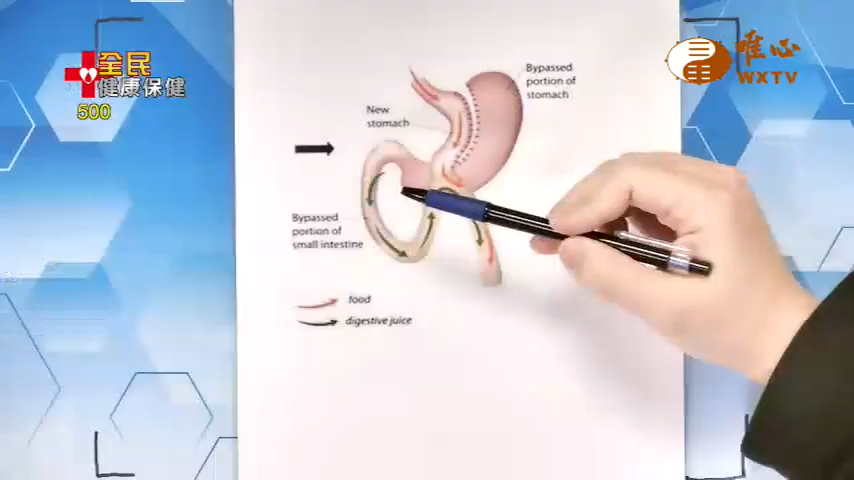 全民
健康保健
500
唯心
WXTV
Bypassed
portion of
stomach
New
stomach
Bypassed
portion of
small intestine
food
digestive juice